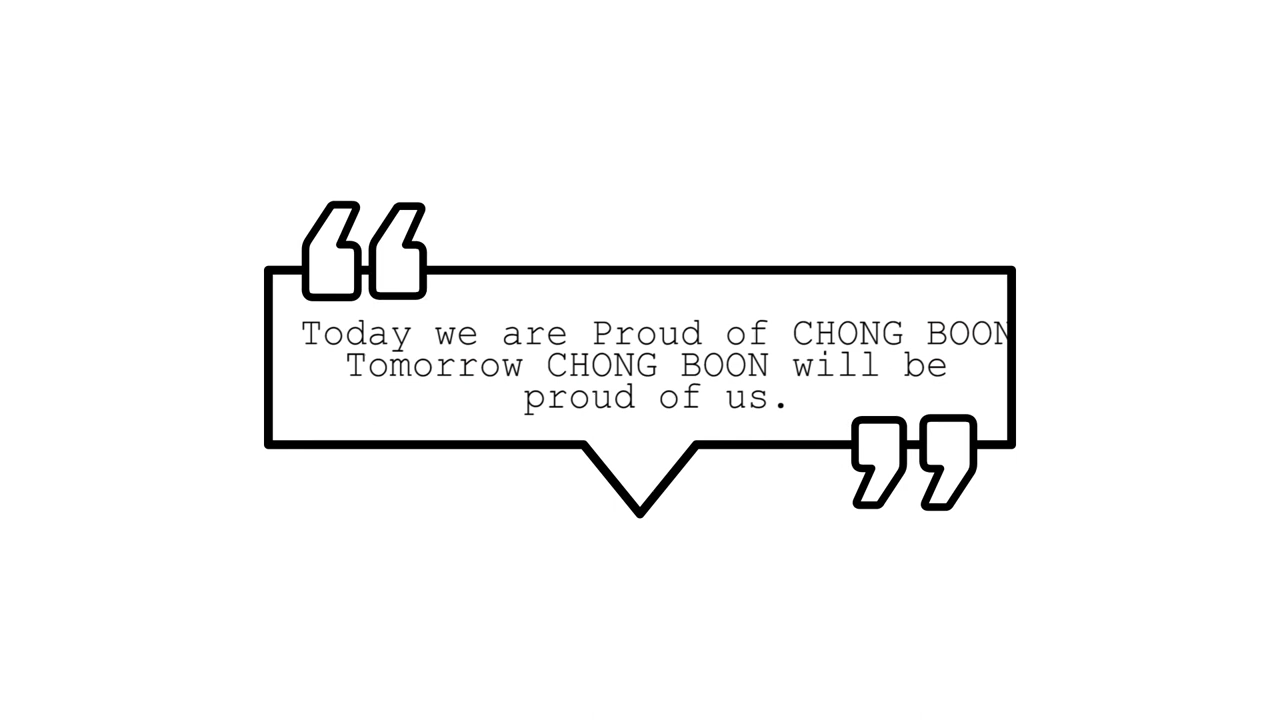 Today we are Proud of CHONG BOON
Tomorrow CHONG BOON will be
proud of us.